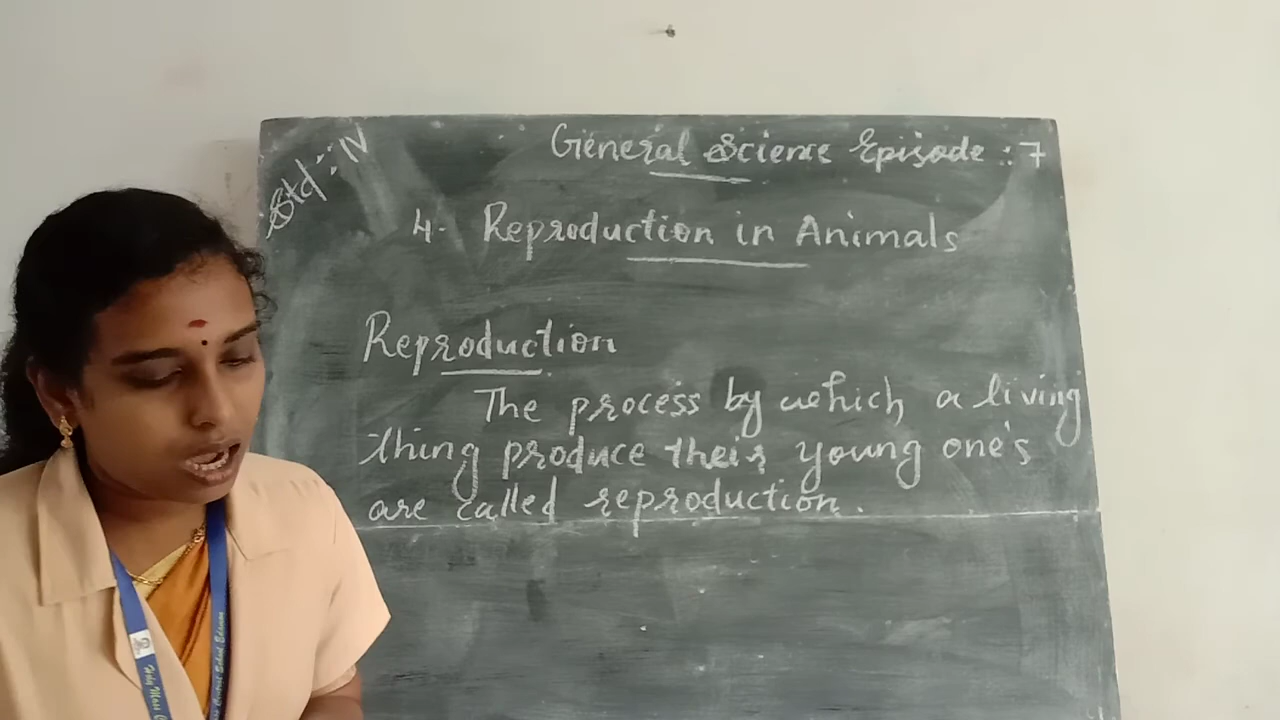 Std : IV
General Science Episode : 7
4. Reproduction in Animals
Reproduction
The process by which a living
thing produce their young one's
are called reproduction.